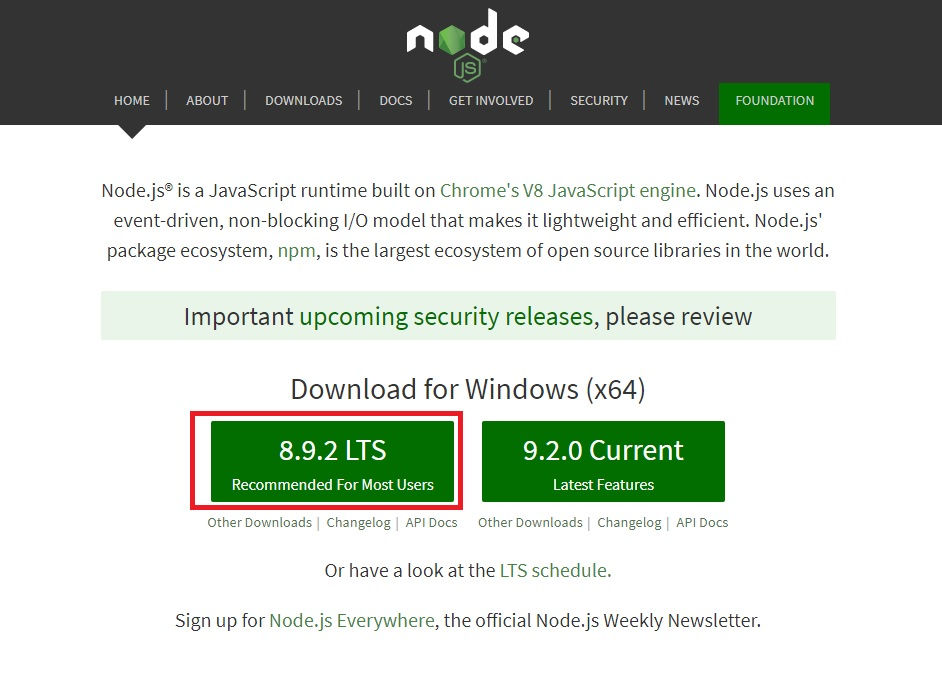 node
JS
HOME | ABOUT | DOWNLOADS | DOCS | GET INVOLVED | SECURITY | NEWS FOUNDATION
Node.js® is a JavaScript runtime built on Chrome's V8 JavaScript engine. Node.js uses an
event-driven, non-blocking I/O model that makes it lightweight and efficient. Node.js'
package ecosystem, npm, is the largest ecosystem of open source libraries in the world.
Important upcoming security releases, please review
Download for Windows (x64)
8.9.2 LTS
Recommended For Most Users
9.2.0 Current
Latest Features
Other Downloads | Changelog | API Docs
Other Downloads | Changelog | API Docs
Or have a look at the LTS schedule.
Sign up for Node.js Everywhere, the official Node.js Weekly Newsletter.